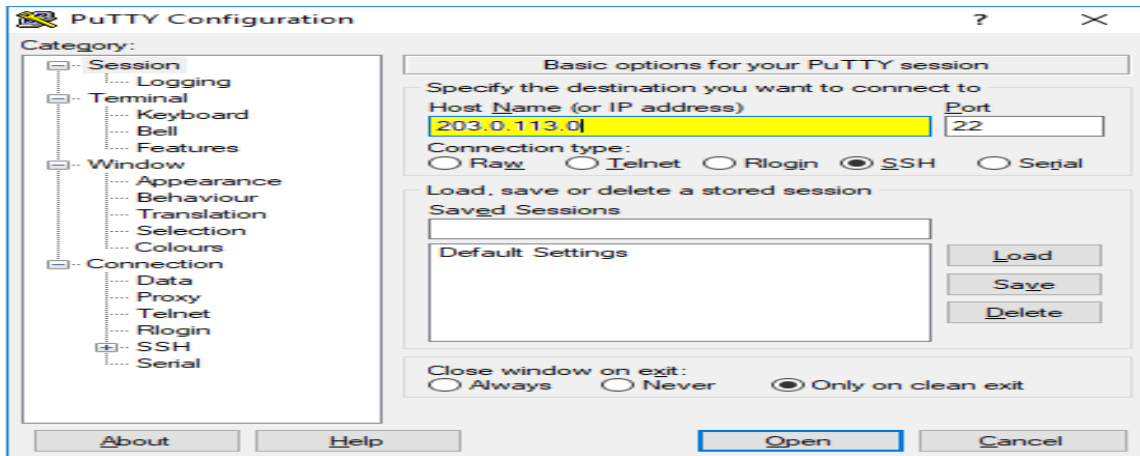 PuTTY Configuration
Category:
Session
Logging
Terminal
Keyboard
Bell
Features
Window
Appearance
Behaviour
Translation
Selection
Colours
Connection
Data
Proxy
Telnet
Rlogin
SSH
Serial
Basic options for your PuTTY session
Specify the destination you want to connect to
Host Name (or IP address) Port
203.0.113.0 22
Connection type:
Raw Telnet Rlogin SSH Serial
Load, save or delete a stored session
Saved Sessions
Default Settings
Load
Save
Delete
Close window on exit:
Always Never Only on clean exit
About Help Open Cancel